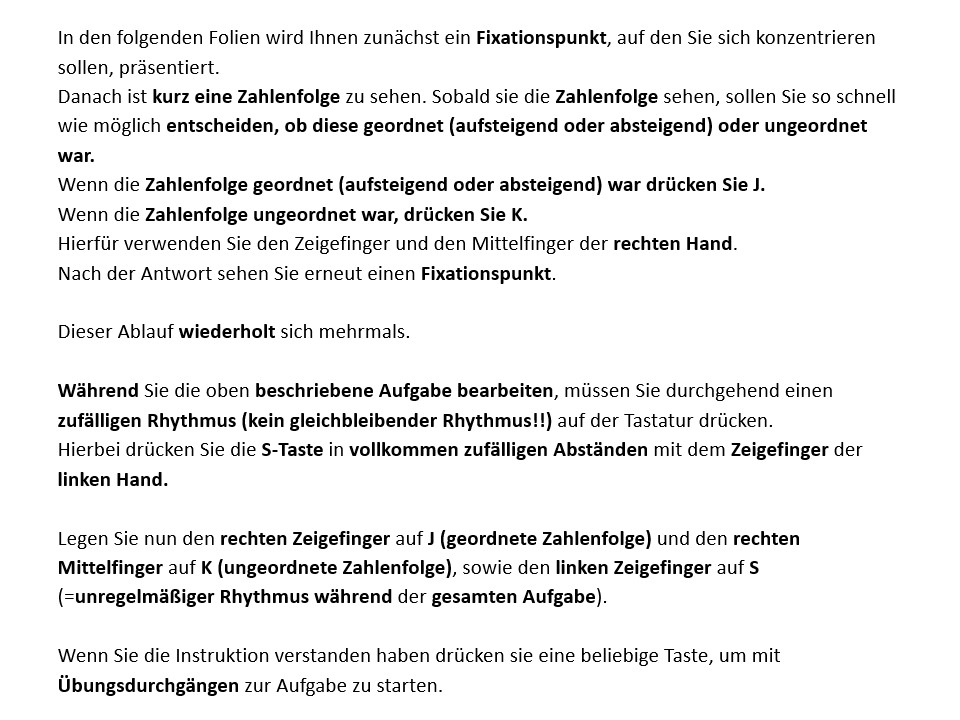 In den folgenden Folien wird Ihnen zunächst ein Fixationspunkt, auf den Sie sich konzentrieren
sollen, präsentiert.
Danach ist kurz eine Zahlenfolge zu sehen. Sobald sie die Zahlenfolge sehen, sollen Sie so schnell
wie möglich entscheiden, ob diese geordnet (aufsteigend oder absteigend) oder ungeordnet
war.
Wenn die Zahlenfolge geordnet (aufsteigend oder absteigend) war drücken Sie J.
Wenn die Zahlenfolge ungeordnet war, drücken Sie K.
Hierfür verwenden Sie den Zeigefinger und den Mittelfinger der rechten Hand.
Nach der Antwort sehen Sie erneut einen Fixationspunkt.
Dieser Ablauf wiederholt sich mehrmals.
Während Sie die oben beschriebene Aufgabe bearbeiten, müssen Sie durchgehend einen
zufälligen Rhythmus (kein gleichbleibender Rhythmus!!) auf der Tastatur drücken.
Hierbei drücken Sie die S-Taste in vollkommen zufälligen Abständen mit dem Zeigefinger der
linken Hand.
Legen Sie nun den rechten Zeigefinger auf J (geordnete Zahlenfolge) und den rechten
Mittelfinger auf K (ungeordnete Zahlenfolge), sowie den linken Zeigefinger auf S
(=unregelmäßiger Rhythmus während der gesamten Aufgabe).
Wenn Sie die Instruktion verstanden haben drücken sie eine beliebige Taste, um mit
Übungsdurchgängen zur Aufgabe zu starten.